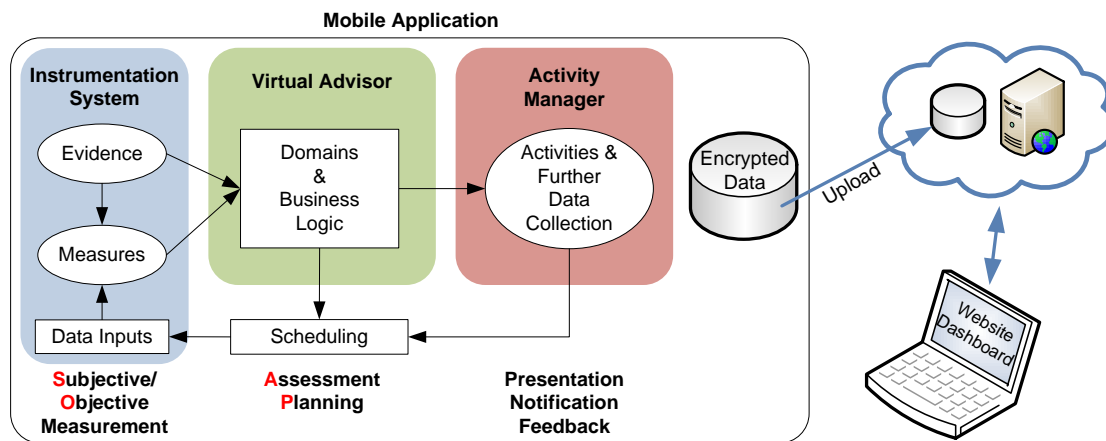 Mobile Application
Instrumentation
System
Evidence
Measures
Data Inputs
Subjective/
Objective
Measurement
Virtual Advisor
Domains
&
Business
Logic
Scheduling
Assessment
Planning
Activity
Manager
Activities &
Further
Data
Collection
Presentation
Notification
Feedback
Encrypted
Data
Upload
Website
Dashboard